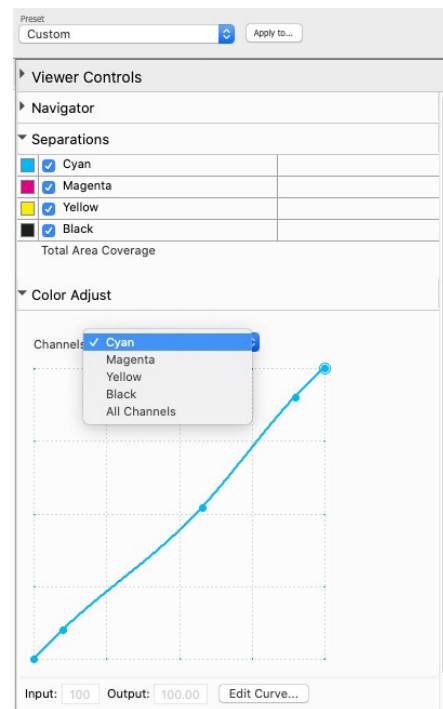 Preset
Custom Apply to...
Viewer Controls
Navigator
Separations
Cyan
Magenta
Yellow
Black
Total Area Coverage
Color Adjust
Channels ✓ Cyan
Magenta
Yellow
Black
All Channels
Input: 100 Output: 100.00 Edit Curve...